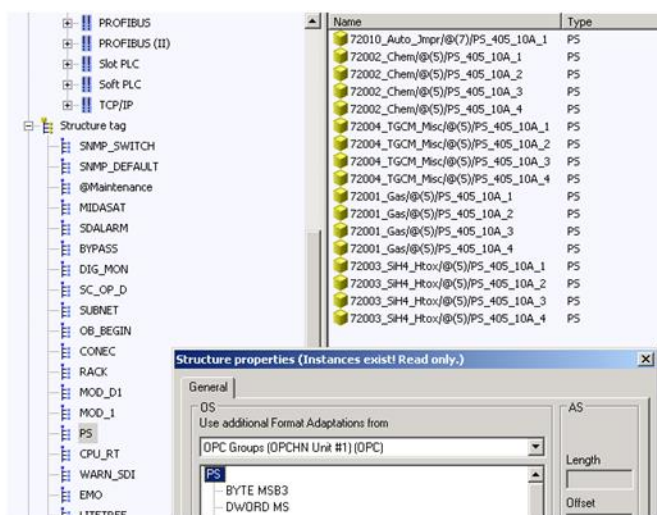 PROFIBUS
PROFIBUS (II)
Slot PLC
Soft PLC
TCP/IP
Structure tag
SNMP_SWITCH
SNMP_DEFAULT
@Maintenance
MIDASAT
SDALARM
BYPASS
DIG_MON
SC_OP_D
SUBNET
OB_BEGIN
CONEC
RACK
MOD_D1
MOD_1
PS
CPU_RT
WARN_SDI
EMO
Name Type
72010_Auto_Jmpr/@(7)/PS_405_10A_1 PS
72002_Chem/@(5)/PS_405_10A_1 PS
72002_Chem/@(5)/PS_405_10A_2 PS
72002_Chem/@(5)/PS_405_10A_3 PS
72002_Chem/@(5)/PS_405_10A_4 PS
72004_TGCM_Misc/@(5)/PS_405_10A_1 PS
72004_TGCM_Misc/@(5)/PS_405_10A_2 PS
72004_TGCM_Misc/@(5)/PS_405_10A_3 PS
72004_TGCM_Misc/@(5)/PS_405_10A_4 PS
72001_Gas/@(5)/PS_405_10A_1 PS
72001_Gas/@(5)/PS_405_10A_2 PS
72001_Gas/@(5)/PS_405_10A_3 PS
72001_Gas/@(5)/PS_405_10A_4 PS
72003_SiH4_Htox/@(5)/PS_405_10A_1 PS
72003_SiH4_Htox/@(5)/PS_405_10A_2 PS
72003_SiH4_Htox/@(5)/PS_405_10A_3 PS
72003_SiH4_Htox/@(5)/PS_405_10A_4 PS
Structure properties (Instances exist! Read only.)
General
OS
Use additional Format Adaptations from
OPC Groups (OPCHN Unit #1) (OPC)
PS
BYTE MSB3
DWORD MS
AS
Length
Offset